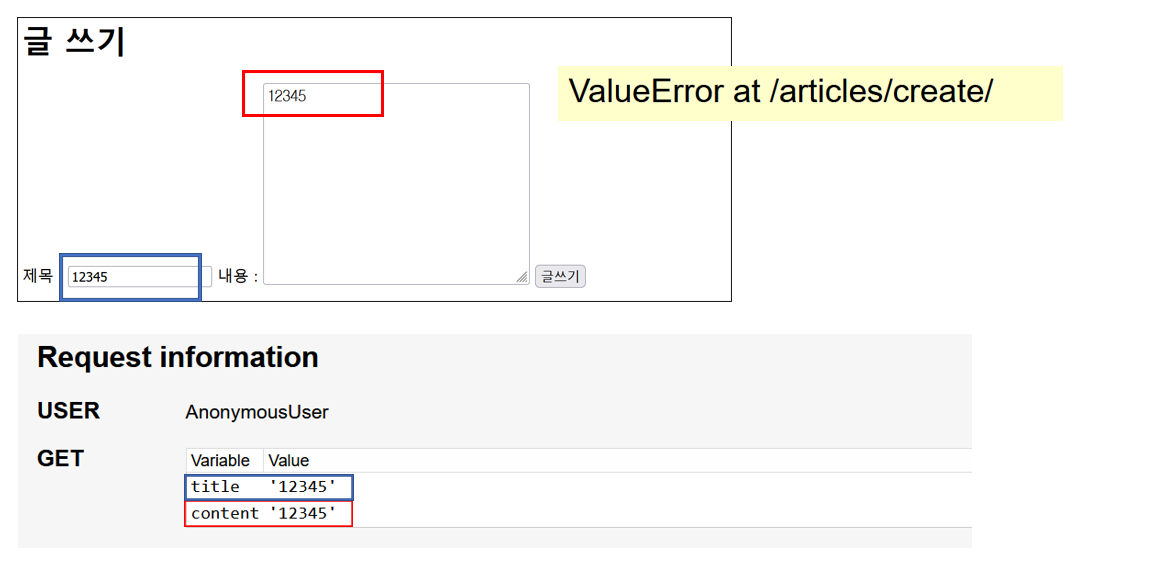 글 쓰기
12345
ValueError at /articles/create/
제목 12345 내용 : 글쓰기
Request information
USER AnonymousUser
GET
Variable Value
title '12345'
content '12345'